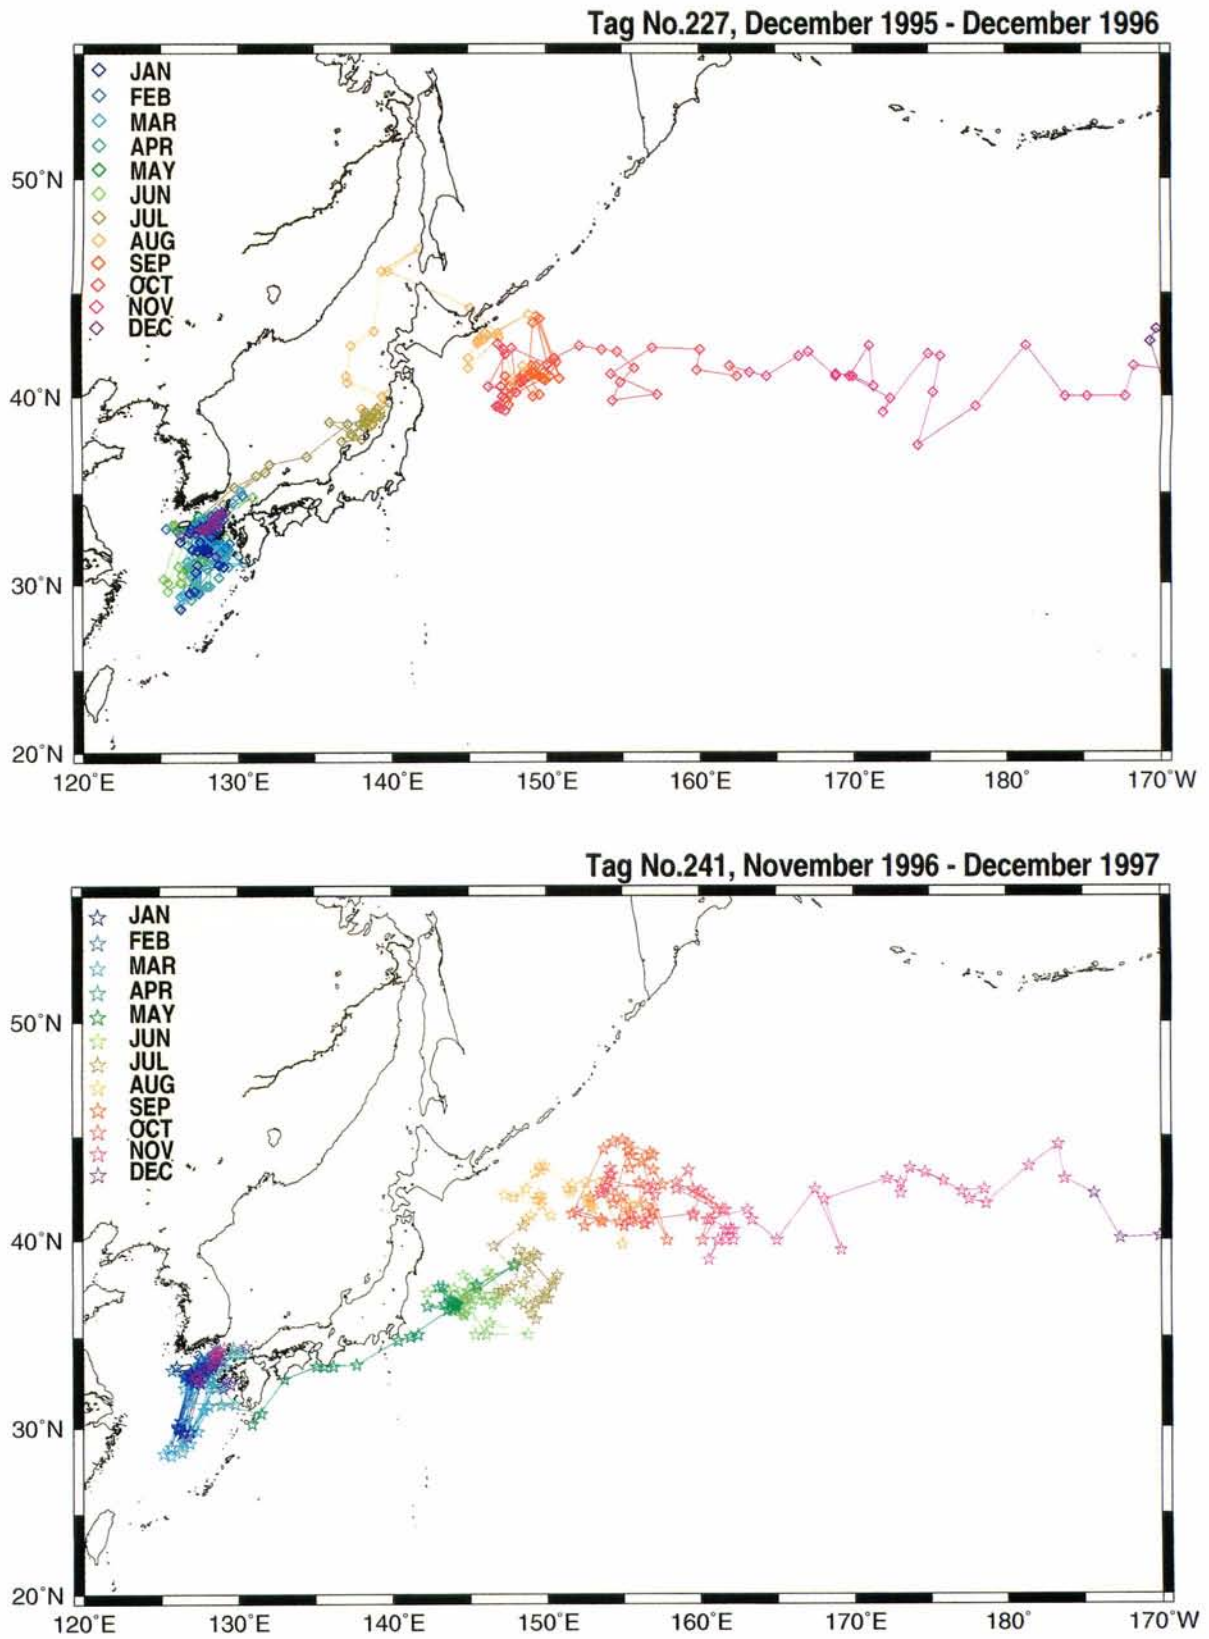 Tag No.227, December 1995 - December 1996
JAN
FEB
MAR
APR
MAY
JUN
JUL
AUG
SEP
OCT
NOV
DEC
50°N
40°N
30°N
20°N
120°E 130°E 140°E 150°E 160°E 170°E 180° 170°W
Tag No.241, November 1996 - December 1997
JAN
FEB
MAR
APR
MAY
JUN
JUL
AUG
SEP
OCT
NOV
DEC
50°N
40°N
30°N
20°N
120°E 130°E 140°E 150°E 160°E 170°E 180° 170°W